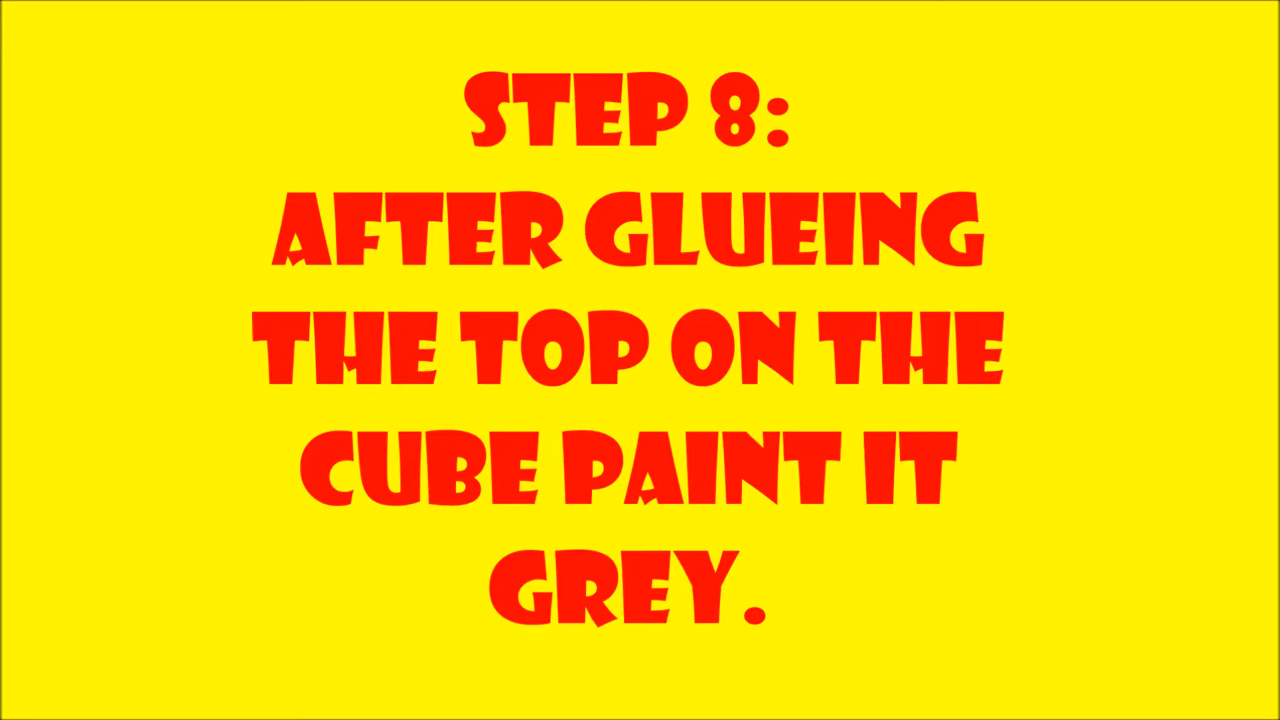 STEP 8:
AFTER GLUEING
THE TOP ON THE
CUBE PAINT IT
GREY.